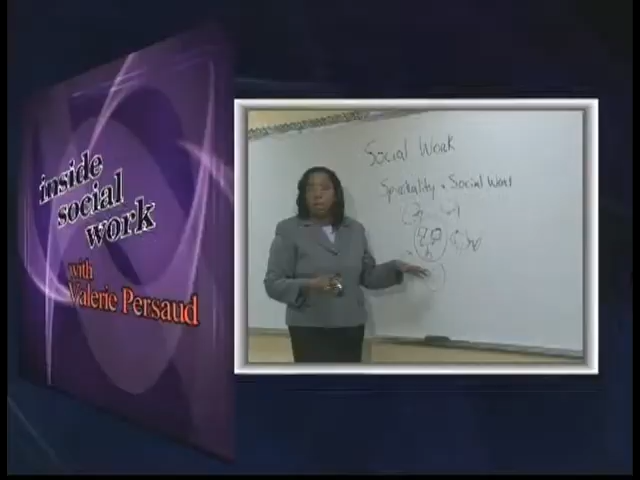 inside
social
work
with
Valerie Persaud
Social Work
Spirituality & Social Work